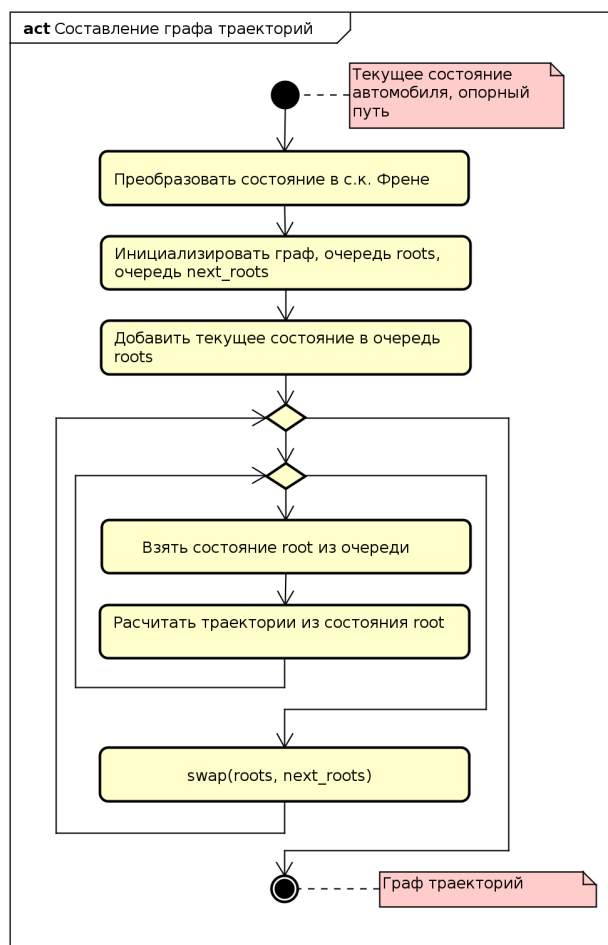 act Составление графа траекторий
Текущее состояние
автомобиля, опорный
путь
Преобразовать состояние в с.к. Френе
Инициализировать граф, очередь roots,
очередь next_roots
Добавить текущее состояние в очередь
roots
Взять состояние root из очереди
Расчитать траектории из состояния root
swap(roots, next_roots)
Граф траекторий